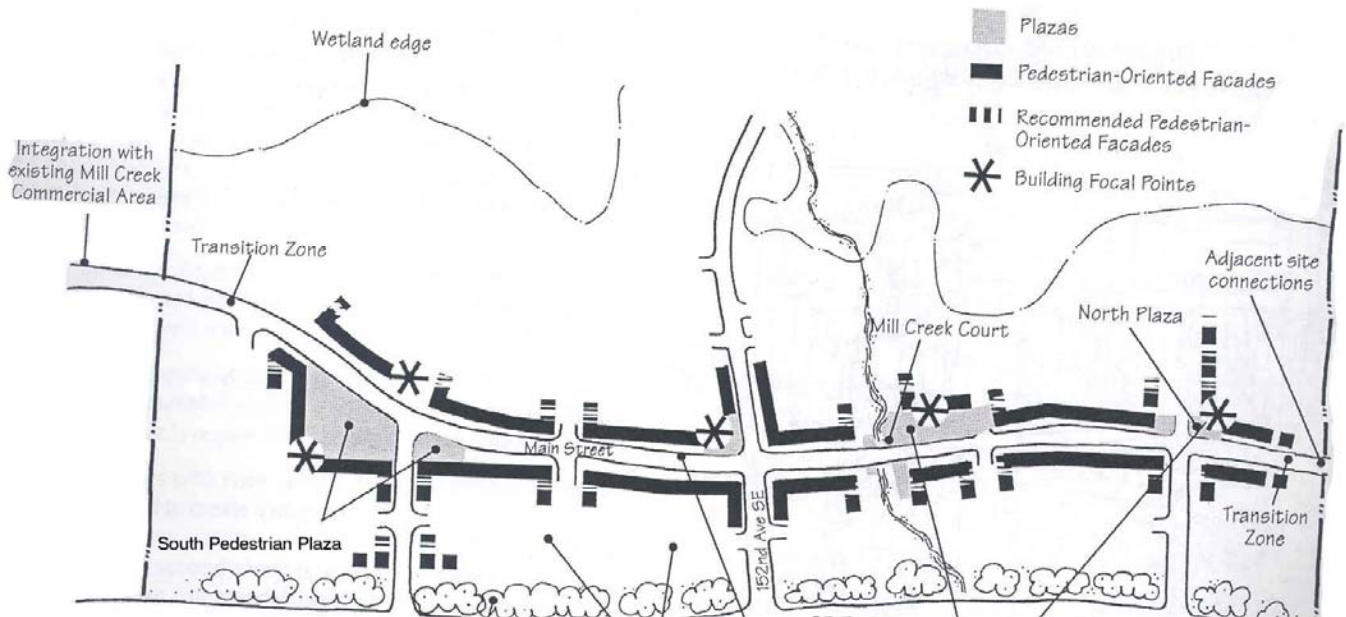 Wetland edge
Plazas
Pedestrian-Oriented Facades
Recommended Pedestrian-
Oriented Facades
Building Focal Points
Integration with
existing Mill Creek
Commercial Area
Transition Zone
Adjacent site
connections
North Plaza
Mill Creek Court
Main Street
152nd Ave SE
Transition
Zone
South Pedestrian Plaza